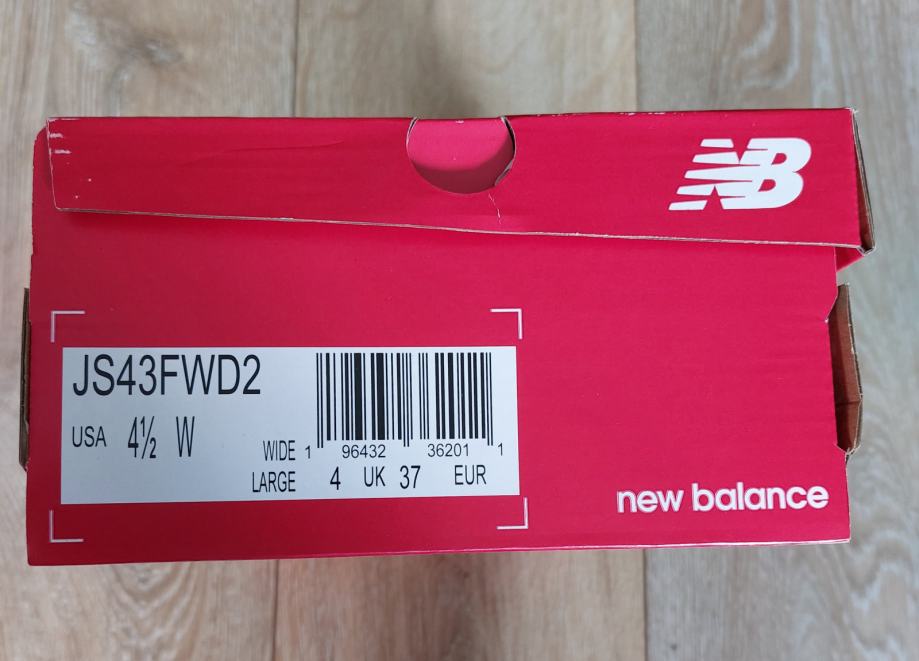 NB
JS43FWD2
USA 4½ W
WIDE 1 96432 36201 1
LARGE 4 UK 37 EUR
new balance